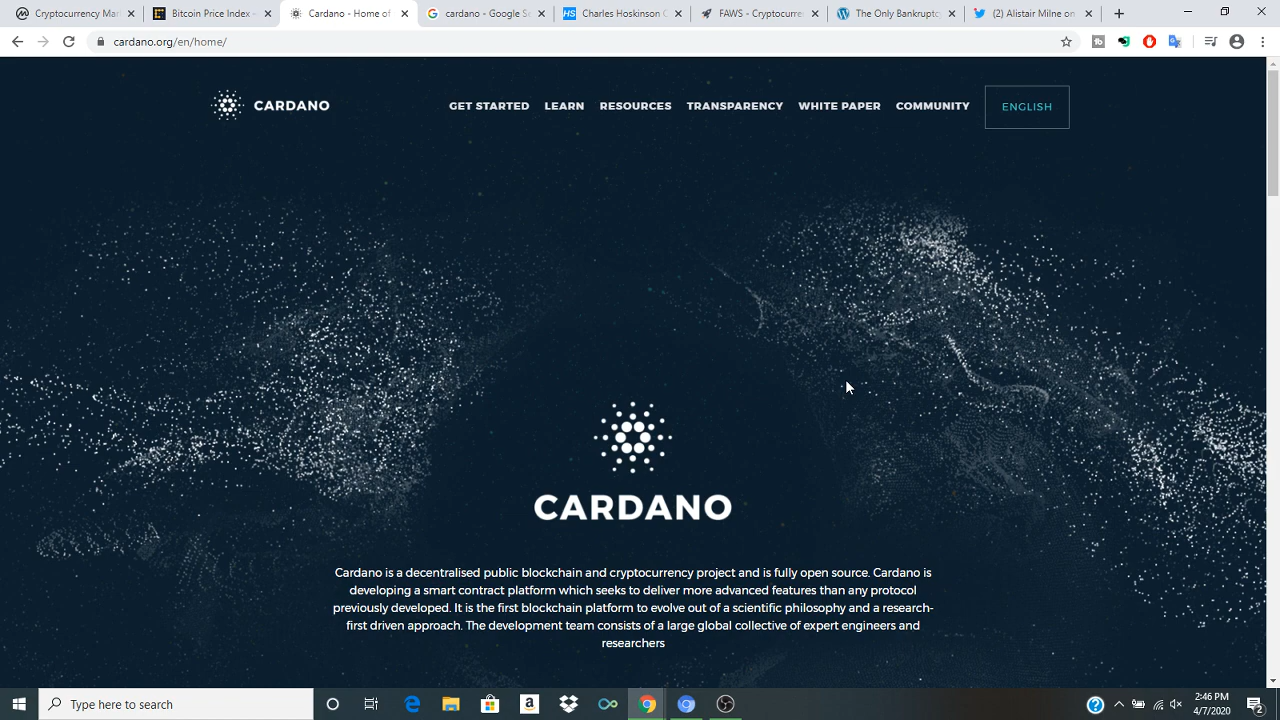 Cryptocurrency Mar
Bitcoin Price Index -
Cardano - Home of
cardano - Google Se
Charles Hoskinson C
FAWS - Cryptocurre
The Only Bankrupto
(2) Alisha Kline on
cardano.org/en/home/
CARDANO
GET STARTED
LEARN
RESOURCES
TRANSPARENCY
WHITE PAPER
COMMUNITY
ENGLISH
CARDANO
Cardano is a decentralised public blockchain and cryptocurrency project and is fully open source. Cardano is
developing a smart contract platform which seeks to deliver more advanced features than any protocol
previously developed. It is the first blockchain platform to evolve out of a scientific philosophy and a research-
first driven approach. The development team consists of a large global collective of expert engineers and
researchers
Type here to search
2:46 PM
4/7/2020
2